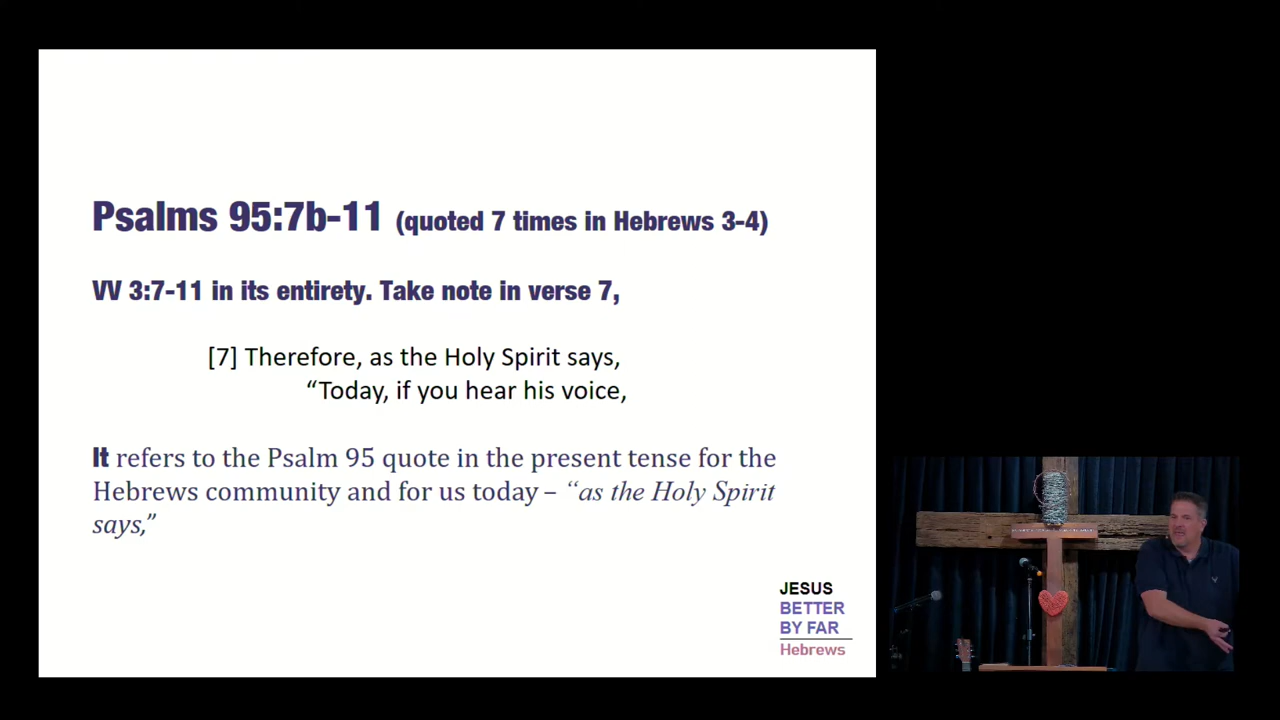 Psalms 95:7b-11 (quoted 7 times in Hebrews 3-4)
VV 3:7-11 in its entirety. Take note in verse 7,
[7] Therefore, as the Holy Spirit says,
“Today, if you hear his voice,
It refers to the Psalm 95 quote in the present tense for the
Hebrews community and for us today – “as the Holy Spirit
says,”
JESUS
BETTER
BY FAR
Hebrews